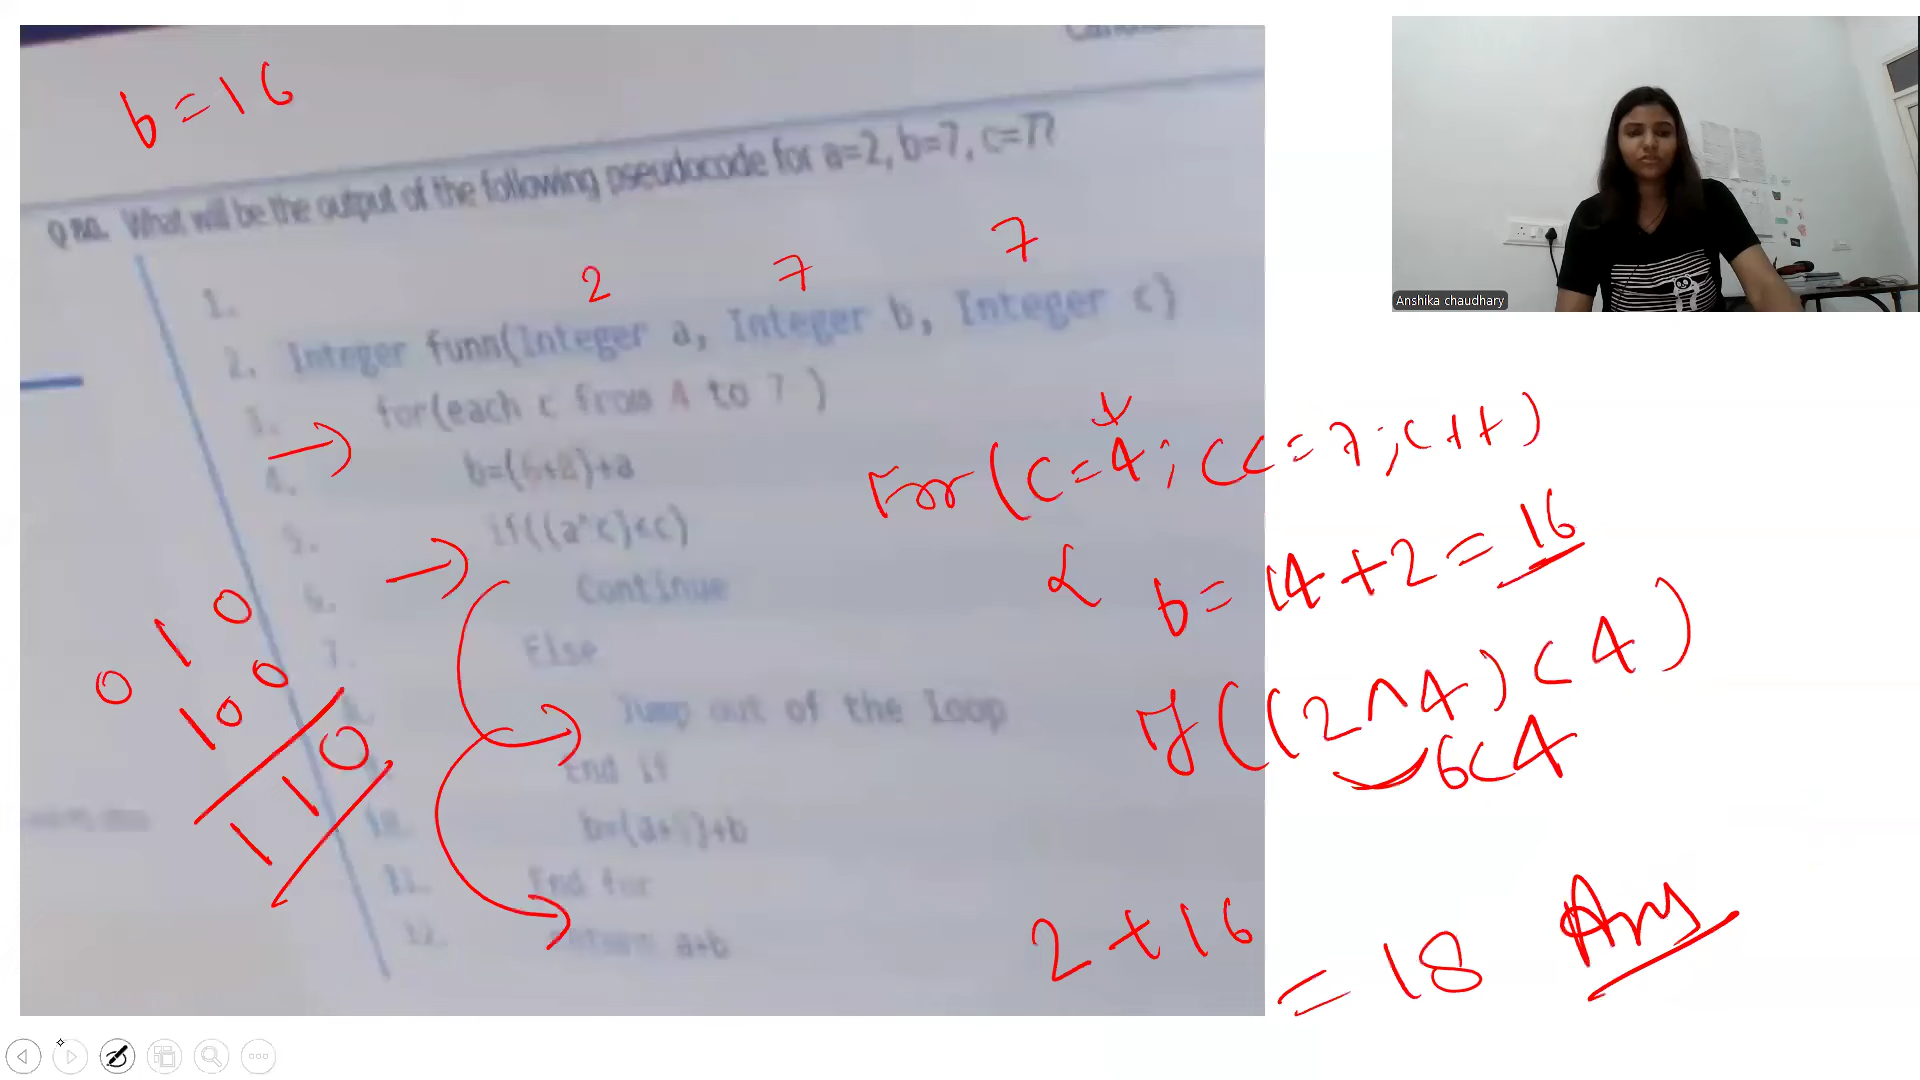 b=16
Q no. What will be the output of the following pseudocode for a=2, b=7, c=7?
2 7 7
1.
2. Integer funn(Integer a, Integer b, Integer c)
3. for(each c from 4 to 7 )
4. b=(6+8)+a
5. if((a^c)<c)
6. Continue
7. Else
8. Jump out of the loop
9. End if
10. +b
11. End for
12. return a+b
For(c=4; c<=7; c++)
b= 14+2= 16
if((2^4)<4)
6<4
2+16
=18 Ans
0 1 0
1 0 0
1 1 0
Anshika chaudhary